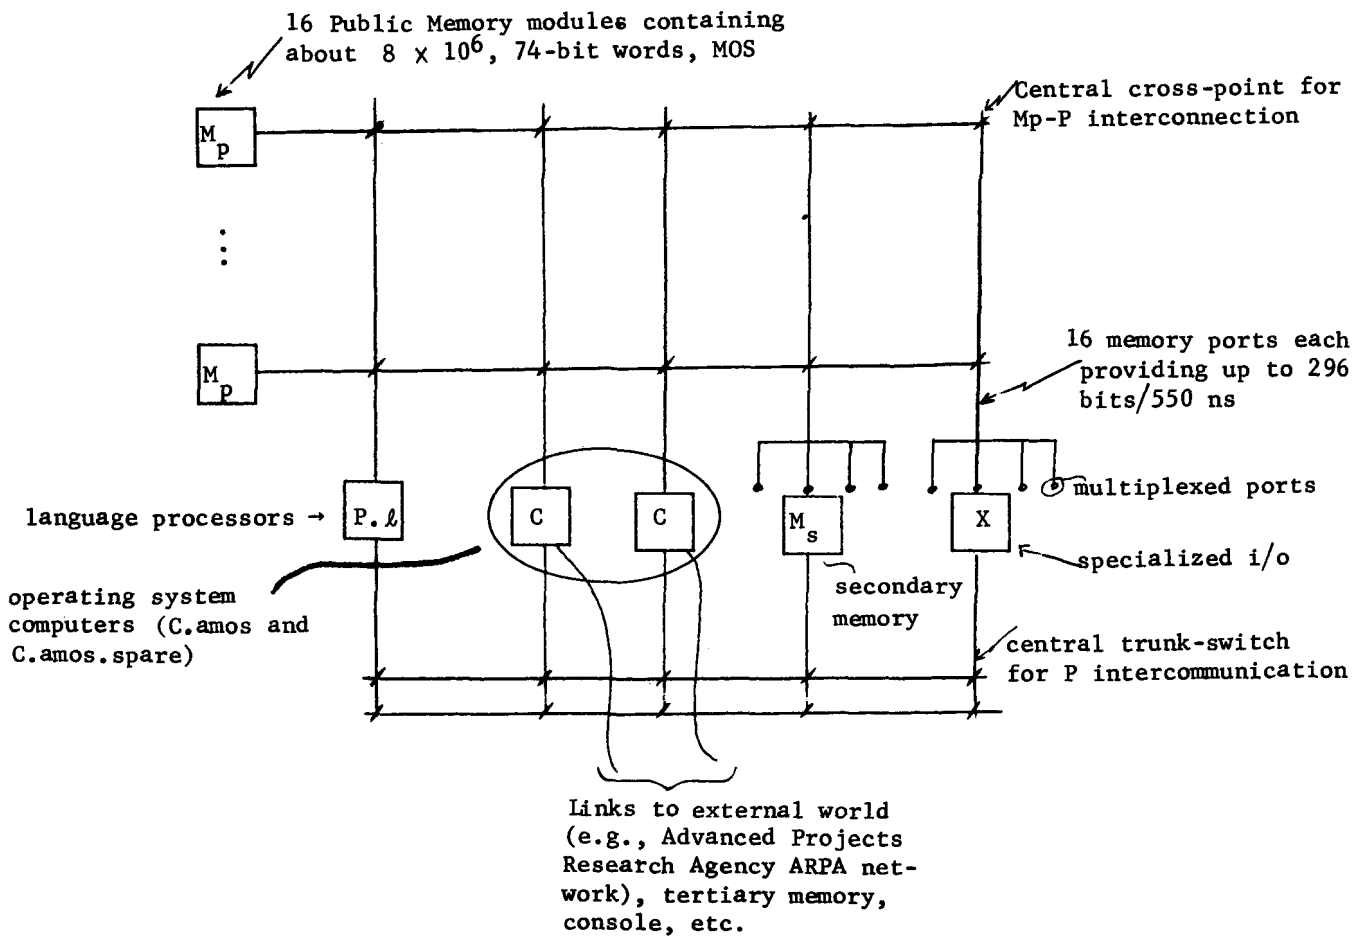 16 Public Memory modules containing
about 8 x 10⁶, 74-bit words, MOS
Central cross-point for
Mp-P interconnection
Mp
Mp
16 memory ports each
providing up to 296
bits/550 ns
multiplexed ports
language processors →
P.ℓ
C
C
Ms
X
specialized i/o
secondary
memory
operating system
computers (C.amos and
C.amos.spare)
central trunk-switch
for P intercommunication
Links to external world
(e.g., Advanced Projects
Research Agency ARPA net-
work), tertiary memory,
console, etc.